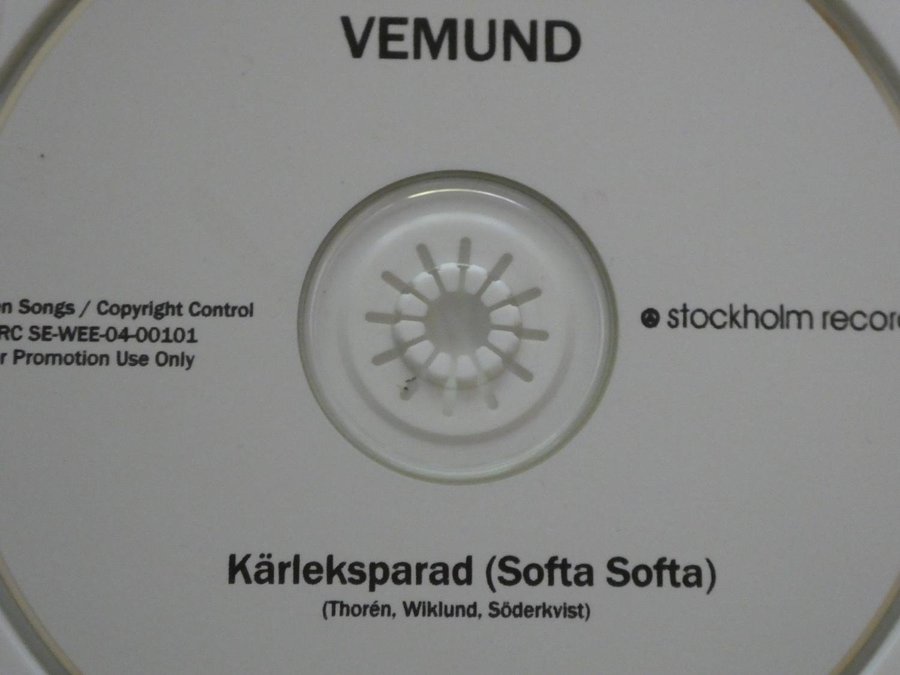 VEMUND
Songs / Copyright Control
SE-WEE-04-00101
Promotion Use Only
stockholm
Kärleksparad (Softa Softa)
(Thorén, Wiklund, Söderkvist)